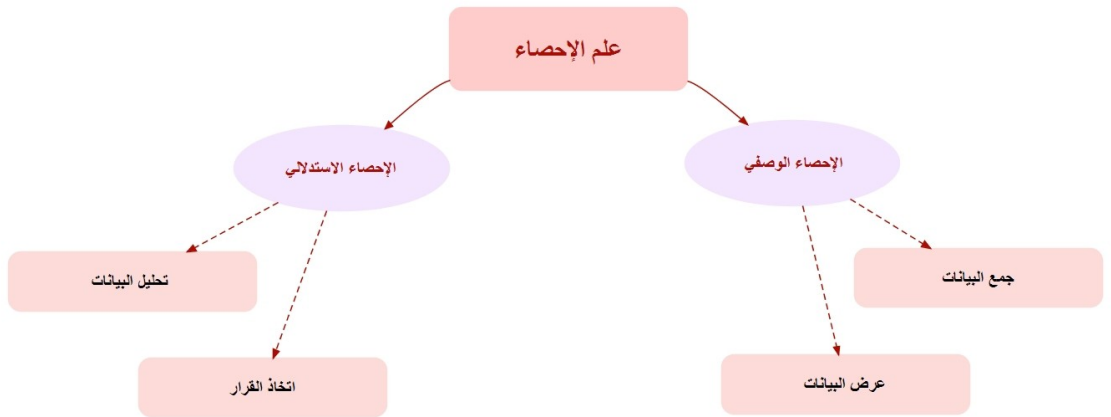 علم الإحصاء
الإحصاء الوصفي
الإحصاء الاستدلالي
جمع البيانات
تحليل البيانات
عرض البيانات
اتخاذ القرار